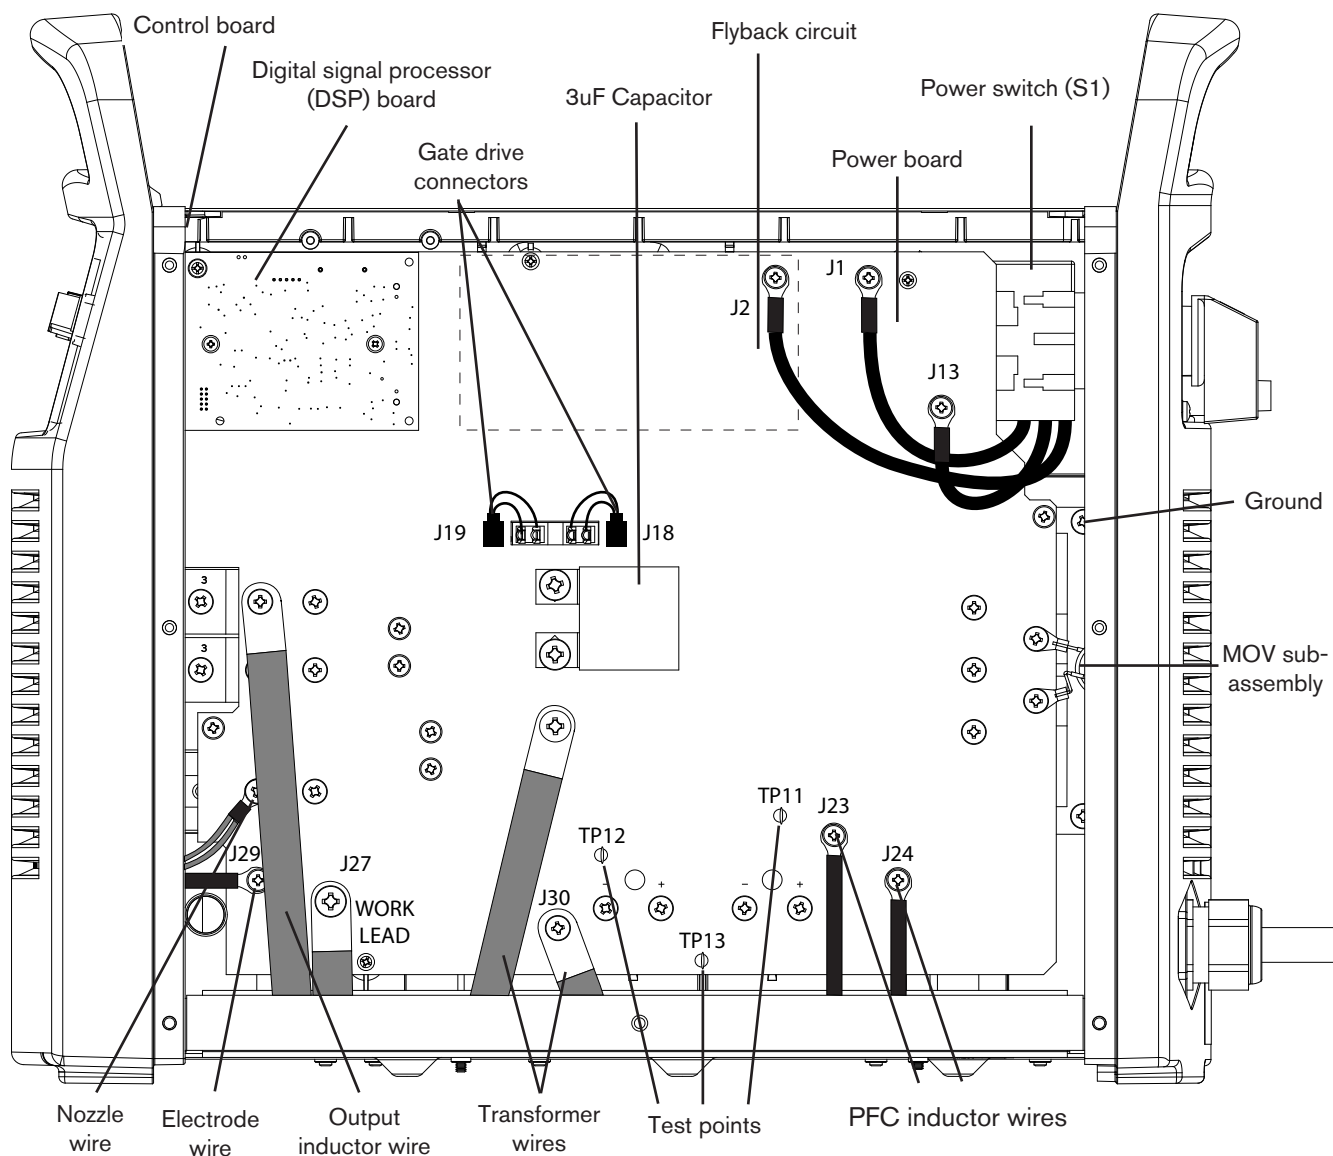 Control board
Flyback circuit
Digital signal processor
(DSP) board
3uF Capacitor
Power switch (S1)
Gate drive
connectors
Power board
J1
J2
J13
Ground
J19
J18
3
3
MOV sub-
assembly
TP11
J23
TP12
J29
J27
J24
- +
- +
J30
WORK
LEAD
TP13
Nozzle
wire
Electrode
wire
Output
inductor wire
Transformer
wires
Test points
PFC inductor wires